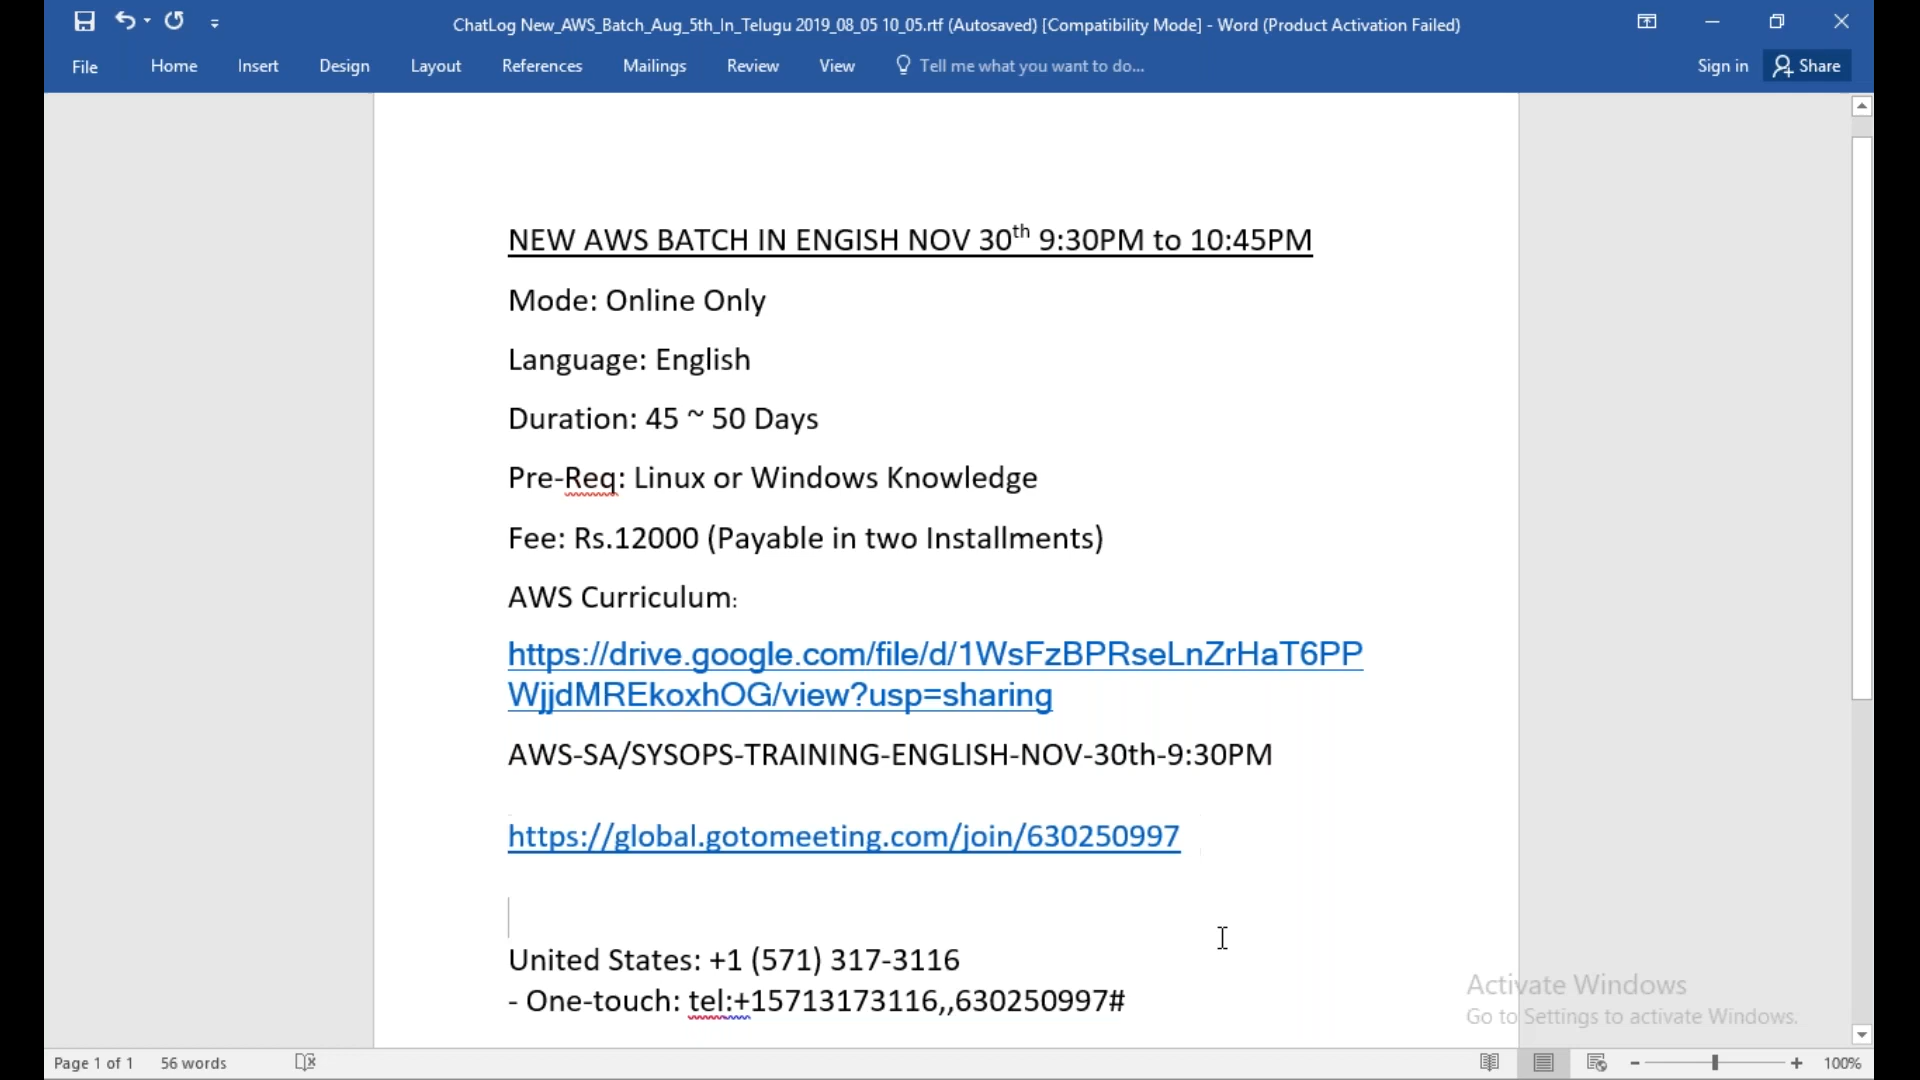 ChatLog New_AWS_Batch_Aug_5th_In_Telugu 2019_08_05 10_05.rtf (Autosaved) [Compatibility Mode] - Word (Product Activation Failed)
File Home Insert Design Layout References Mailings Review View Tell me what you want to do... Sign in Share
NEW AWS BATCH IN ENGISH NOV 30th 9:30PM to 10:45PM
Mode: Online Only
Language: English
Duration: 45 ~ 50 Days
Pre-Req: Linux or Windows Knowledge
Fee: Rs.12000 (Payable in two Installments)
AWS Curriculum:
https://drive.google.com/file/d/1WsFzBPRseLnZrHaT6PP
WjjdMREkoxhOG/view?usp=sharing
AWS-SA/SYSOPS-TRAINING-ENGLISH-NOV-30th-9:30PM
https://global.gotomeeting.com/join/630250997
United States: +1 (571) 317-3116
- One-touch: tel:+15713173116,,630250997#
Activate Windows
Go to Settings to activate Windows.
Page 1 of 1 56 words 100%